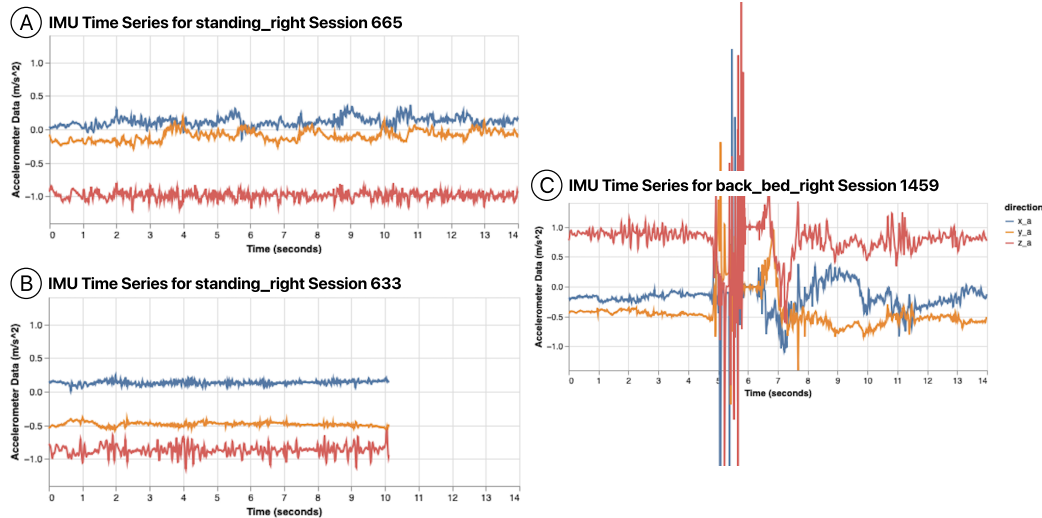 A IMU Time Series for standing_right Session 665
Accelerometer Data (m/s^2)
1.0
0.5
0.0
−0.5
−1.0
0 1 2 3 4 5 6 7 8 9 10 11 12 13 14
Time (seconds)
B IMU Time Series for standing_right Session 633
Accelerometer Data (m/s^2)
1.0
0.5
0.0
−0.5
−1.0
0 1 2 3 4 5 6 7 8 9 10 11 12 13 14
Time (seconds)
C IMU Time Series for back_bed_right Session 1459
Accelerometer Data (m/s^2)
1.0
0.5
0.0
−0.5
−1.0
0 1 2 3 4 5 6 7 8 9 10 11 12 13 14
Time (seconds)
direction
x_a
y_a
z_a